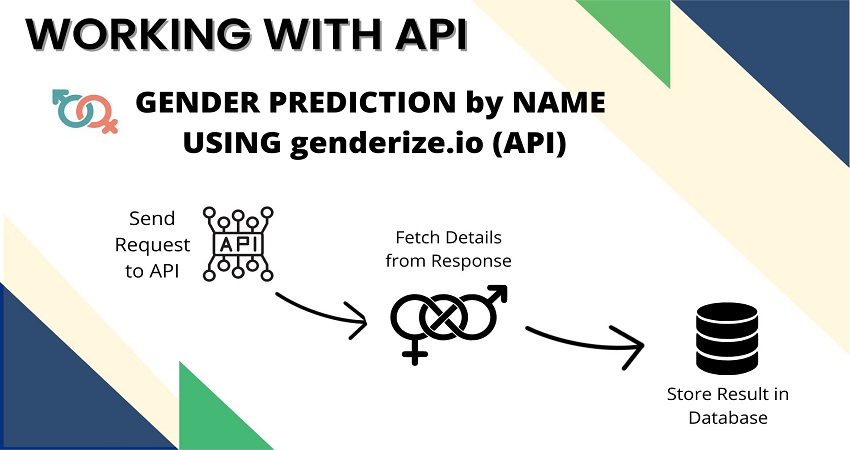 WORKING WITH API
GENDER PREDICTION by NAME
USING genderize.io (API)
Send
Request
to API
API
Fetch Details
from Response
Store Result in
Database